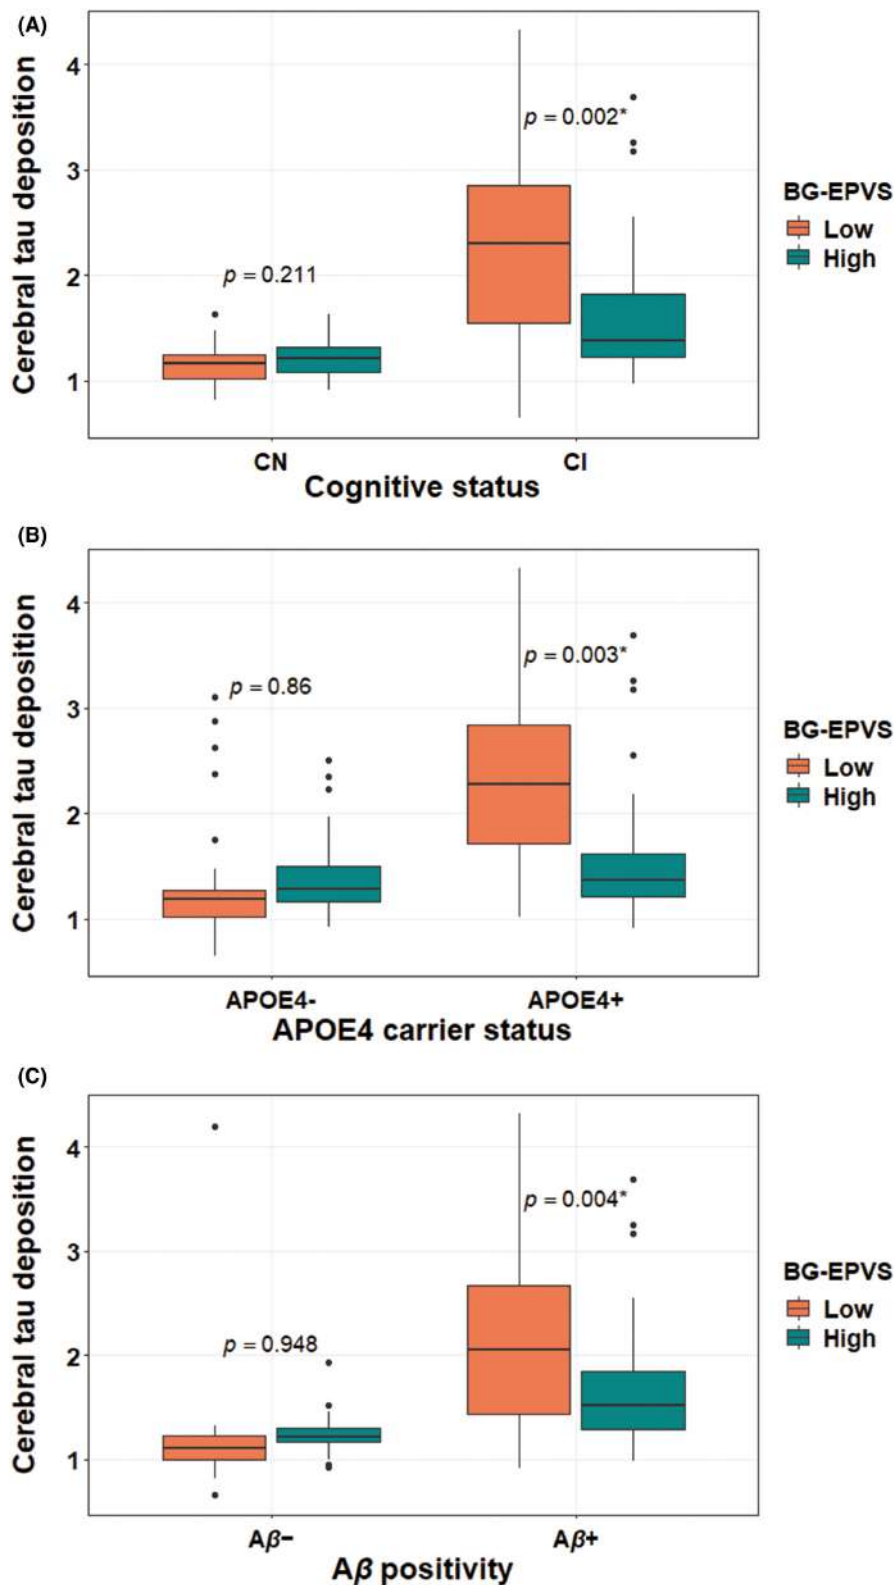 (A)
Cerebral tau deposition
4
3
2
1
p = 0.211
p = 0.002*
CN
CI
Cognitive status
BG-EPVS
Low
High
(B)
Cerebral tau deposition
4
3
2
1
p = 0.86
p = 0.003*
APOE4-
APOE4+
APOE4 carrier status
BG-EPVS
Low
High
(C)
Cerebral tau deposition
4
3
2
1
p = 0.948
p = 0.004*
Aβ−
Aβ+
Aβ positivity
BG-EPVS
Low
High